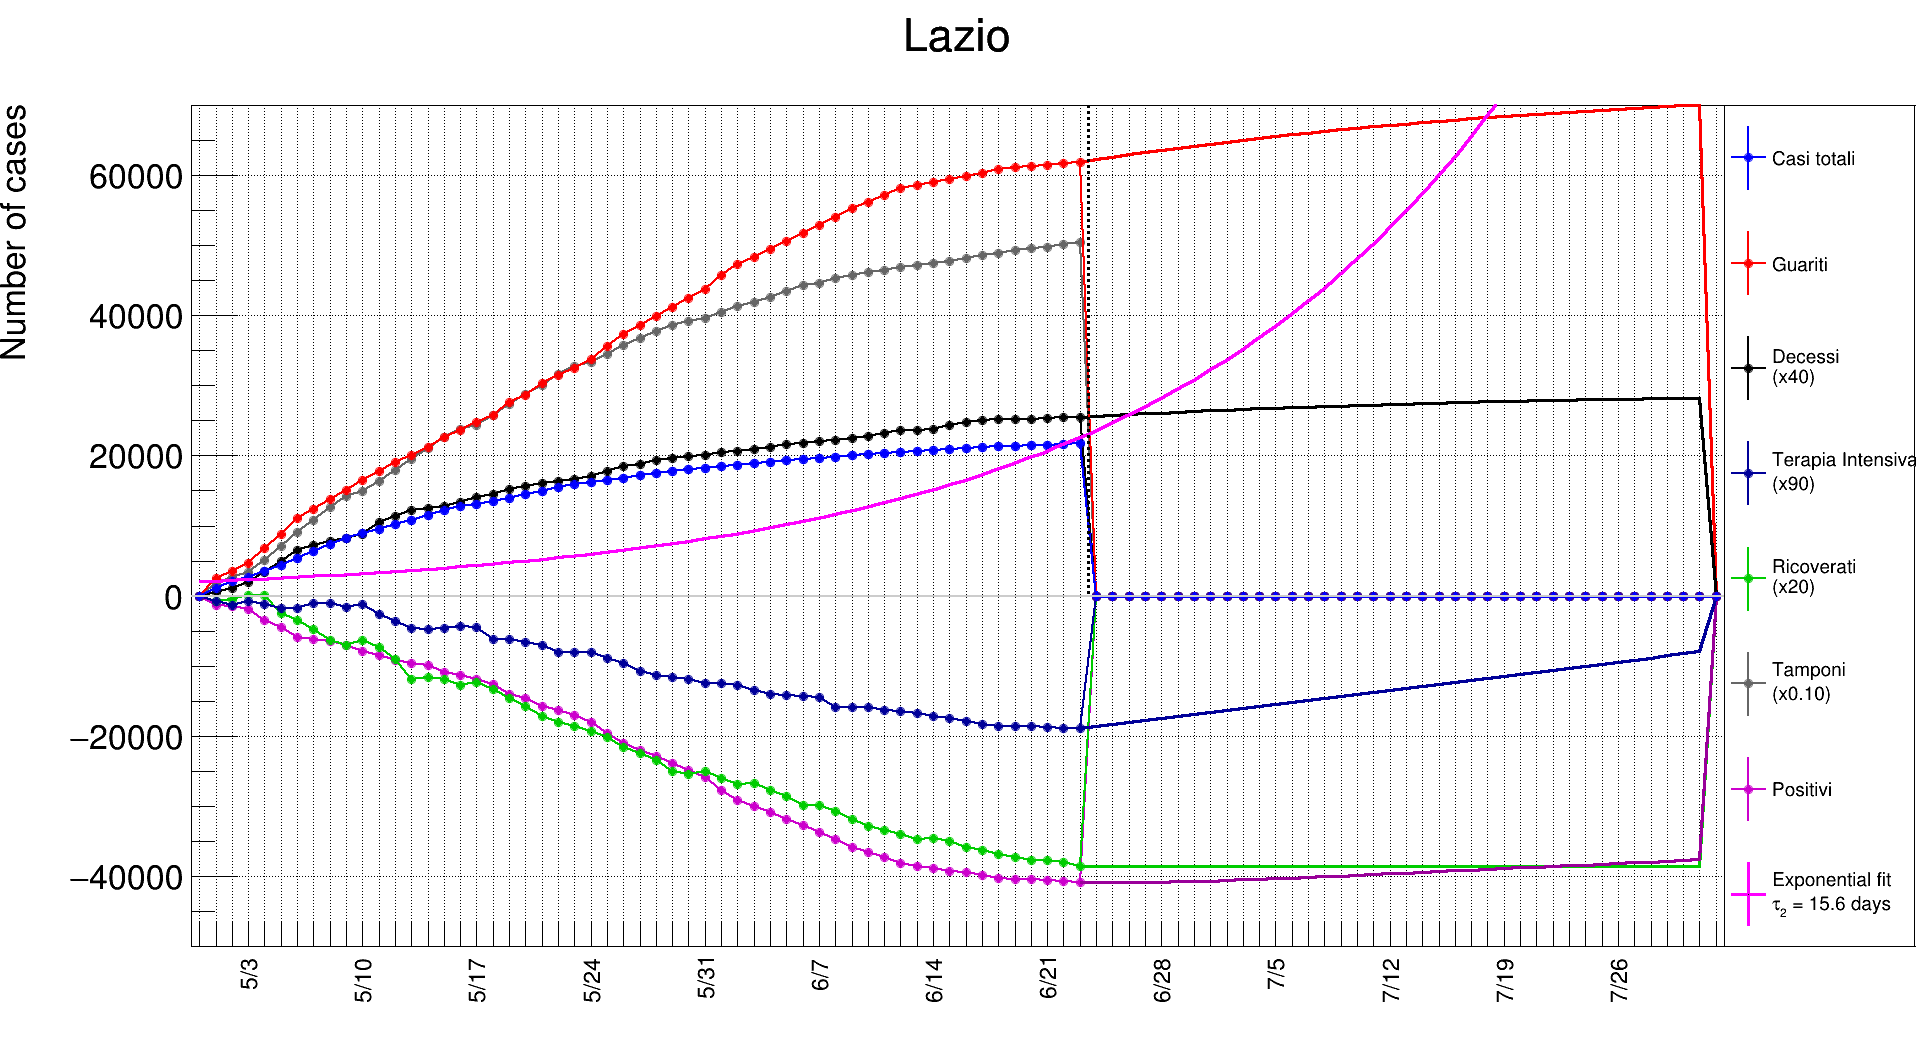 Lazio
Number of cases
60000
40000
20000
0
−20000
−40000
5/3
5/10
5/17
5/24
5/31
6/7
6/14
6/21
6/28
7/5
7/12
7/19
7/26
Casi totali
Guariti
Decessi
(x40)
Terapia Intensiva
(x90)
Ricoverati
(x20)
Tamponi
(x0.10)
Positivi
Exponential fit
τ2 = 15.6 days